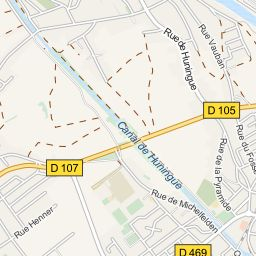 Rue de Huningue
Rue Vauban
D 105
Canal de Huningue
D 107
Rue du Foss
Rue de la Pyramide
Rue de Michelfelden
Rue Henner
D 469